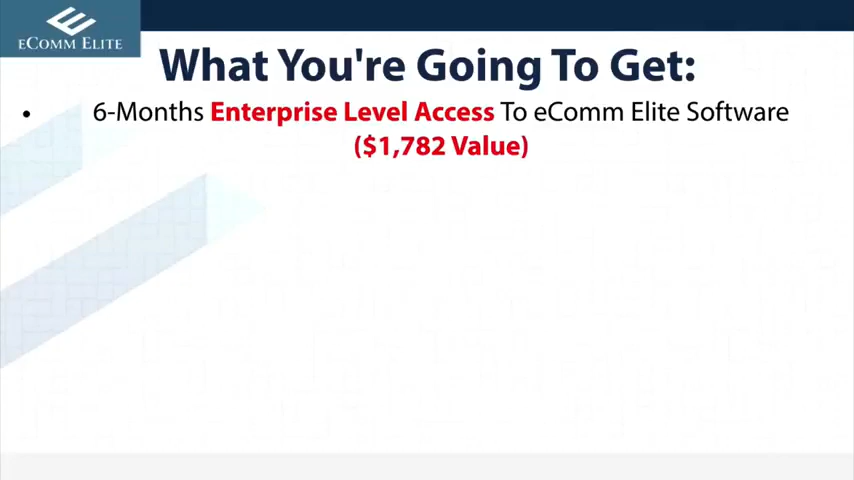 eComm Elite
What You're Going To Get:
• 6-Months Enterprise Level Access To eComm Elite Software
($1,782 Value)